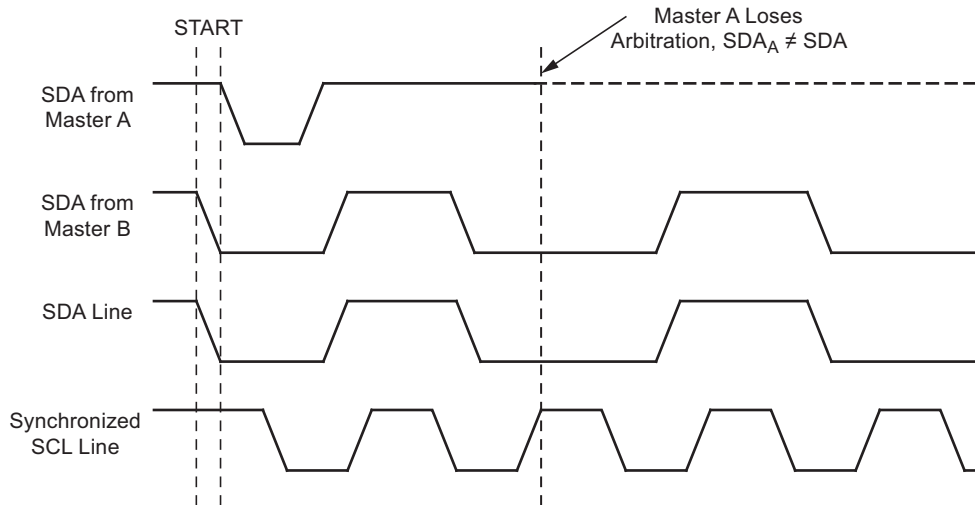 START
Master A Loses
Arbitration, SDA_A ≠ SDA
SDA from
Master A
SDA from
Master B
SDA Line
Synchronized
SCL Line